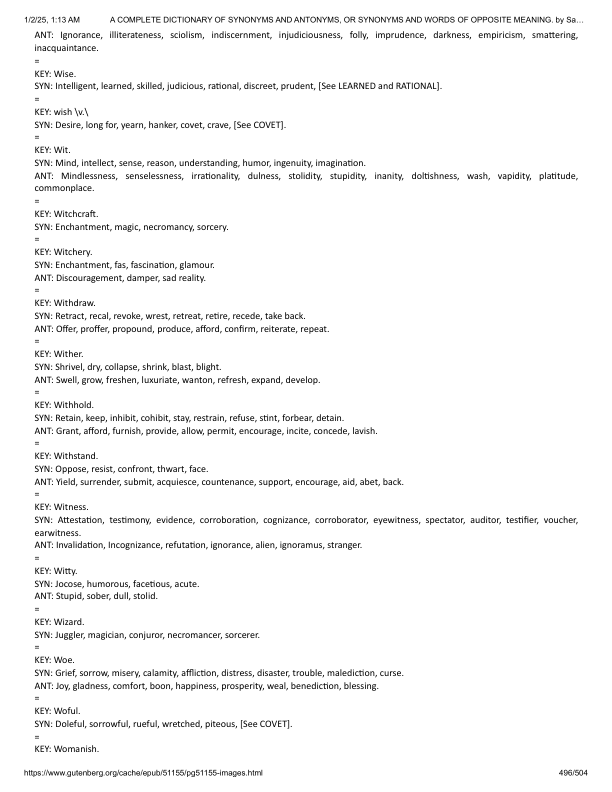 1/2/25, 1:13 AM A COMPLETE DICTIONARY OF SYNONYMS AND ANTONYMS, OR SYNONYMS AND WORDS OF OPPOSITE MEANING. by Sa…
ANT: Ignorance, illiterateness, sciolism, indiscernment, injudiciousness, folly, imprudence, darkness, empiricism, smattering,
inacquaintance.
=
KEY: Wise.
SYN: Intelligent, learned, skilled, judicious, rational, discreet, prudent, [See LEARNED and RATIONAL].
=
KEY: wish \v.\
SYN: Desire, long for, yearn, hanker, covet, crave, [See COVET].
=
KEY: Wit.
SYN: Mind, intellect, sense, reason, understanding, humor, ingenuity, imagination.
ANT: Mindlessness, senselessness, irrationality, dulness, stolidity, stupidity, inanity, doltishness, wash, vapidity, platitude,
commonplace.
=
KEY: Witchcraft.
SYN: Enchantment, magic, necromancy, sorcery.
=
KEY: Witchery.
SYN: Enchantment, fas, fascination, glamour.
ANT: Discouragement, damper, sad reality.
=
KEY: Withdraw.
SYN: Retract, recal, revoke, wrest, retreat, retire, recede, take back.
ANT: Offer, proffer, propound, produce, afford, confirm, reiterate, repeat.
=
KEY: Wither.
SYN: Shrivel, dry, collapse, shrink, blast, blight.
ANT: Swell, grow, freshen, luxuriate, wanton, refresh, expand, develop.
=
KEY: Withhold.
SYN: Retain, keep, inhibit, cohibit, stay, restrain, refuse, stint, forbear, detain.
ANT: Grant, afford, furnish, provide, allow, permit, encourage, incite, concede, lavish.
=
KEY: Withstand.
SYN: Oppose, resist, confront, thwart, face.
ANT: Yield, surrender, submit, acquiesce, countenance, support, encourage, aid, abet, back.
=
KEY: Witness.
SYN: Attestation, testimony, evidence, corroboration, cognizance, corroborator, eyewitness, spectator, auditor, testifier, voucher,
earwitness.
ANT: Invalidation, Incognizance, refutation, ignorance, alien, ignoramus, stranger.
=
KEY: Witty.
SYN: Jocose, humorous, facetious, acute.
ANT: Stupid, sober, dull, stolid.
=
KEY: Wizard.
SYN: Juggler, magician, conjuror, necromancer, sorcerer.
=
KEY: Woe.
SYN: Grief, sorrow, misery, calamity, affliction, distress, disaster, trouble, malediction, curse.
ANT: Joy, gladness, comfort, boon, happiness, prosperity, weal, benediction, blessing.
=
KEY: Woful.
SYN: Doleful, sorrowful, rueful, wretched, piteous, [See COVET].
=
KEY: Womanish.
https://www.gutenberg.org/cache/epub/51155/pg51155-images.html 496/504